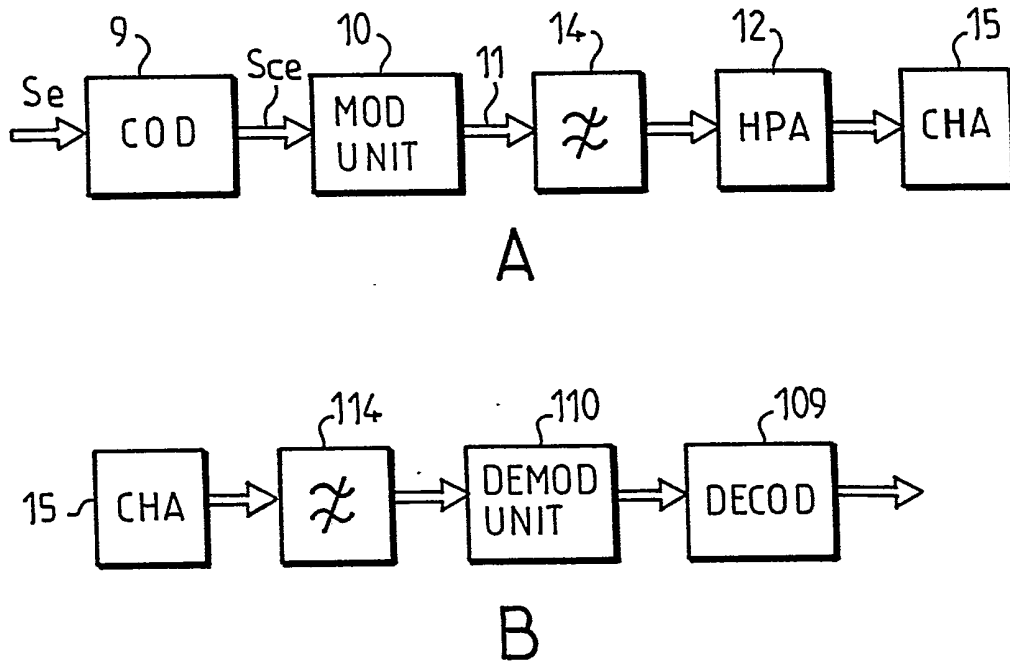 9 10 14 12 15
Se COD Sce MOD UNIT 11 HPA CHA
A
114 110 109
15 CHA DEMOD UNIT DECOD
B